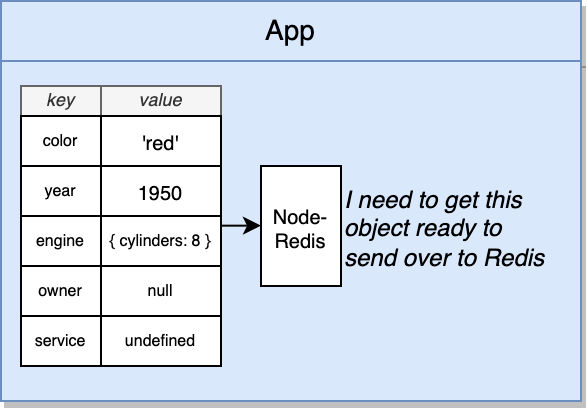 App
key value
color 'red'
year 1950
engine { cylinders: 8 }
owner null
service undefined
Node-
Redis
I need to get this
object ready to
send over to Redis